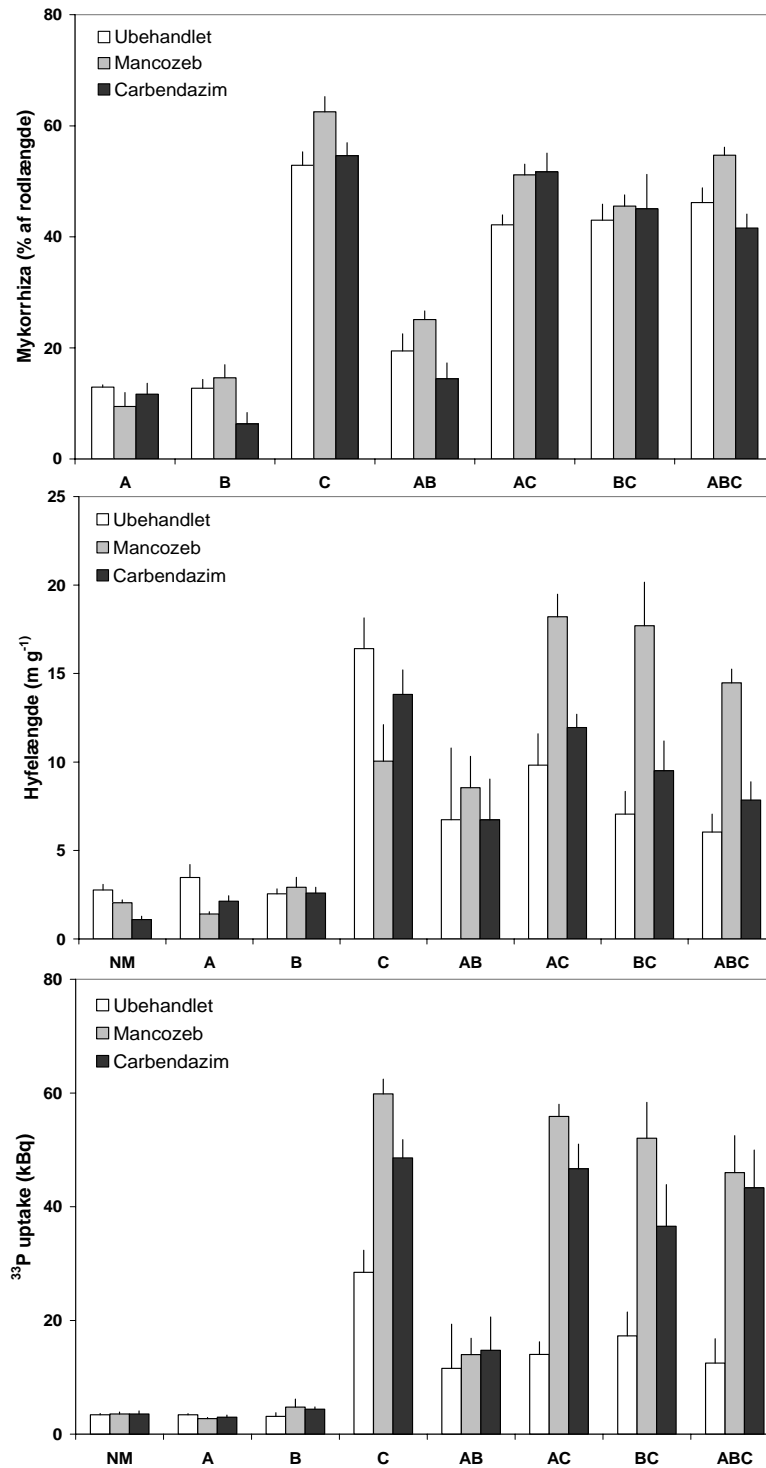 80
60
40
20
0
Mykorrhiza (% af rodlængde)
Ubehandlet
Mancozeb
Carbendazim
A B C AB AC BC ABC
25
20
15
10
5
0
Hyfelængde (m g⁻¹)
Ubehandlet
Mancozeb
Carbendazim
NM A B C AB AC BC ABC
80
60
40
20
0
³³P uptake (kBq)
Ubehandlet
Mancozeb
Carbendazim
NM A B C AB AC BC ABC